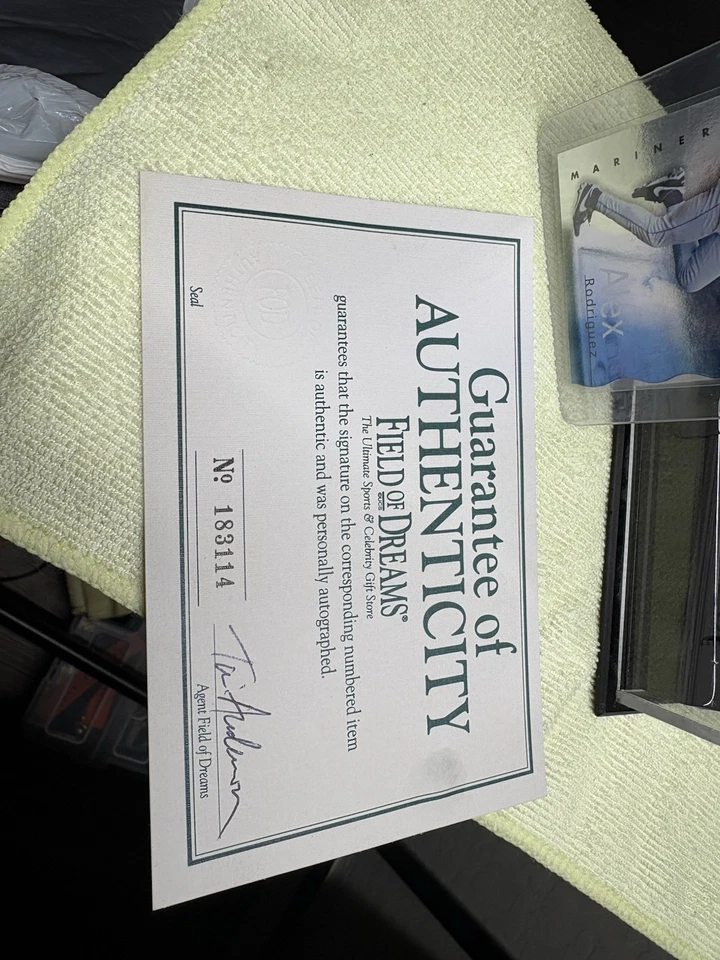 Guarantee of
AUTHENTICITY
FIELD OF DREAMS®
The Ultimate Sports & Celebrity Gift Store
guarantees that the signature on the corresponding numbered item
is authentic and was personally autographed.
Seal
Nº 183114
Agent Field of Dreams
MARINER
Alex
Rodriguez